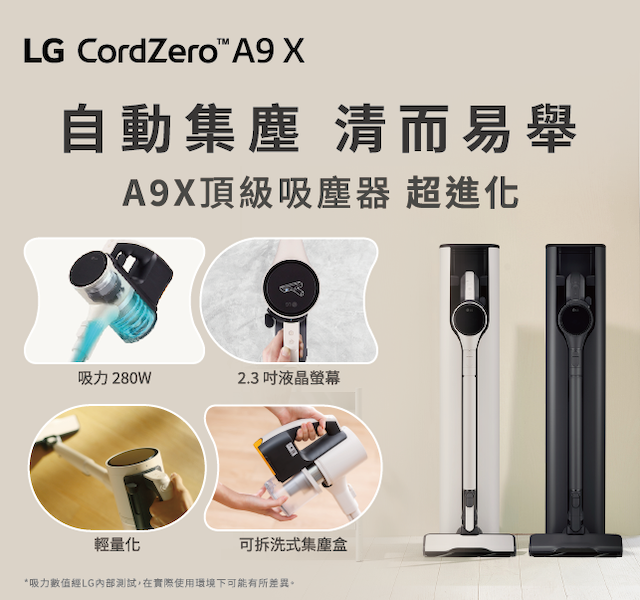 LG CordZero™ A9 X
自動集塵 清而易舉
A9X頂級吸塵器 超進化
吸力 280W
2.3 吋液晶螢幕
輕量化
可拆洗式集塵盒
*吸力數值經LG內部測試，在實際使用環境下可能有所差異。